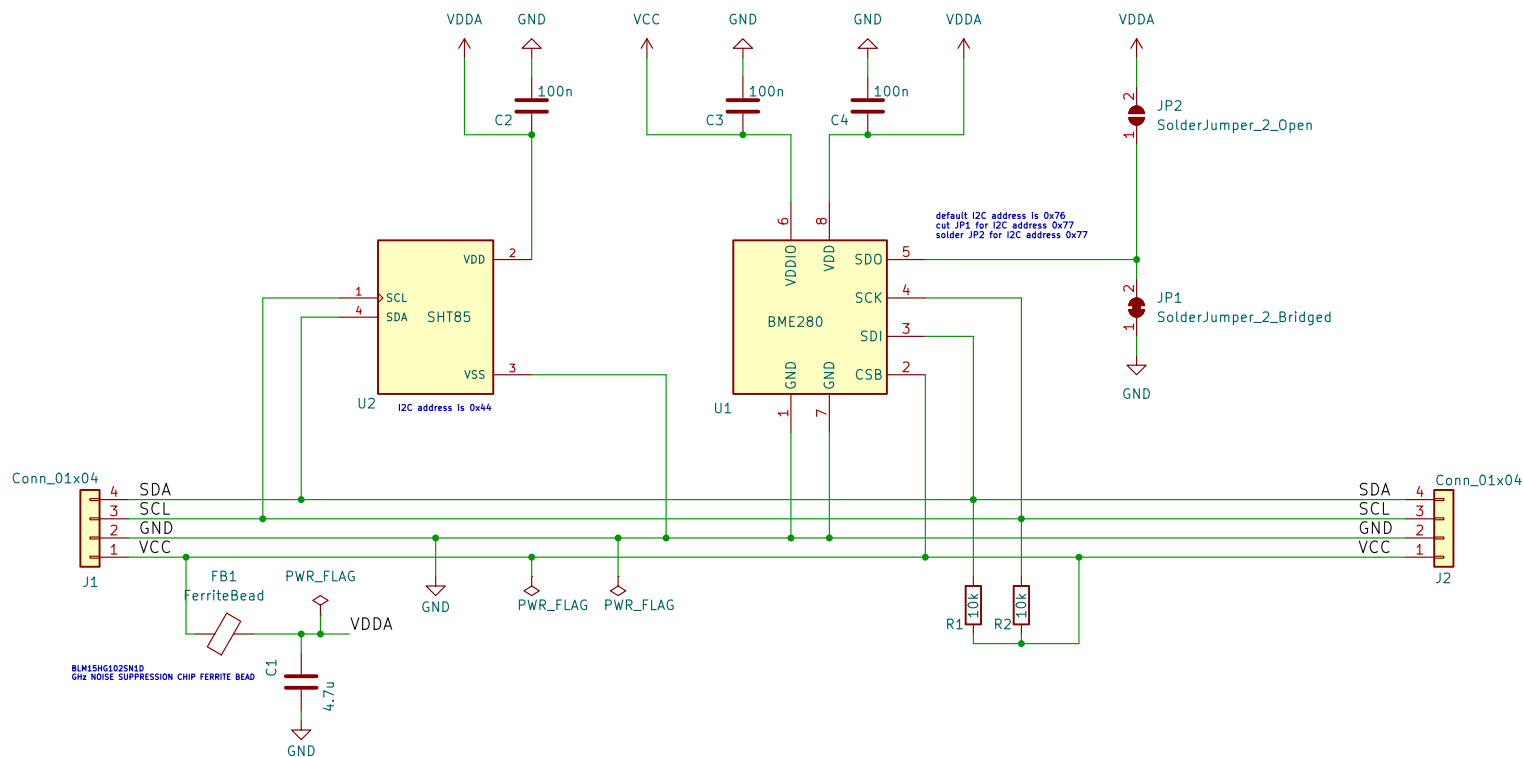 VDDA
GND
VCC
GND
GND
VDDA
VDDA
100n
C2
100n
C3
100n
C4
2
JP2
SolderJumper_2_Open
1
default I2C address is 0x76
cut JP1 for I2C address 0x77
solder JP2 for I2C address 0x77
6
8
VDDIO
VDD
SDO
5
SCK
4
SDI
3
CSB
2
BME280
GND
GND
U1
1
7
VDD
2
1
SCL
4
SDA
SHT85
VSS
3
U2
I2C address is 0x44
2
JP1
SolderJumper_2_Bridged
1
GND
Conn_01x04
4
SDA
3
SCL
2
GND
1
VCC
J1
Conn_01x04
SDA
4
SCL
3
GND
2
VCC
1
J2
FB1
FerriteBead
PWR_FLAG
VDDA
GND
PWR_FLAG
PWR_FLAG
10k
R1
10k
R2
BLM15HG102SN1D
GHz NOISE SUPPRESSION CHIP FERRITE BEAD
C1
4.7u
GND